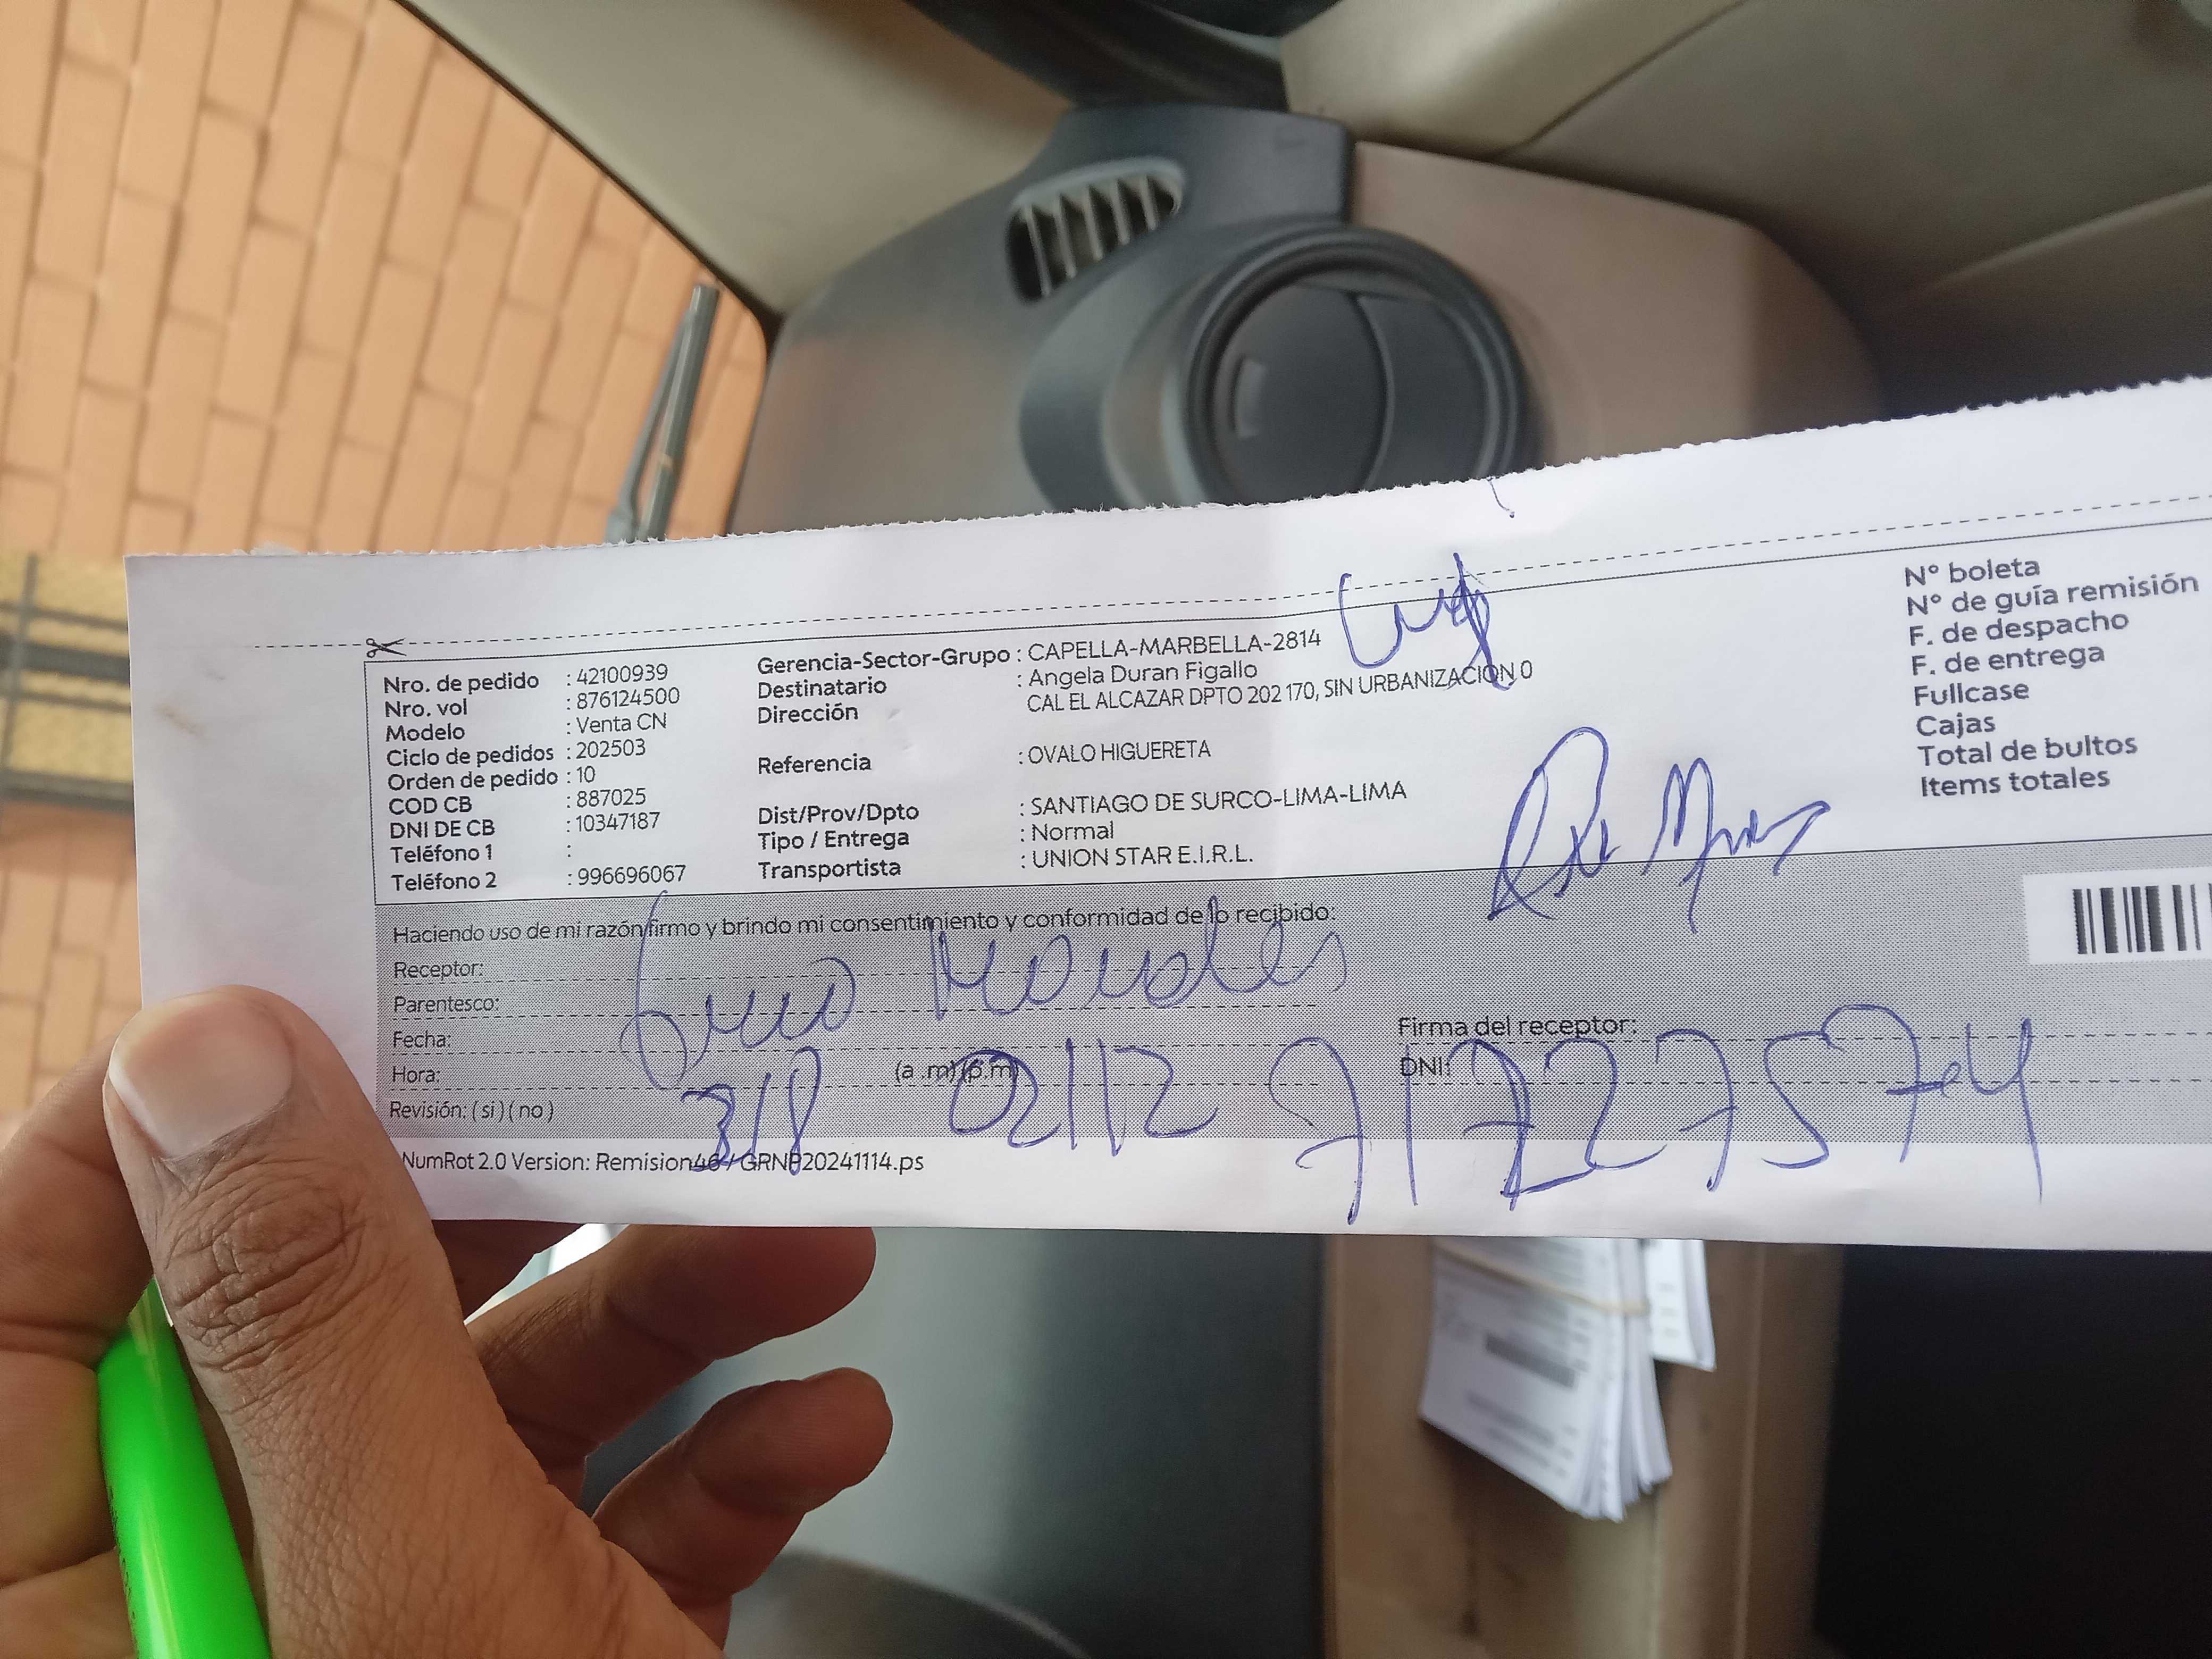 Nro. de pedido : 42100939
Nro. vol : 876124500
Modelo : Venta CN
Ciclo de pedidos : 202503
Orden de pedido : 10
COD CB : 887025
DNI DE CB : 10347187
Teléfono 1 :
Teléfono 2 : 996696067
Gerencia-Sector-Grupo : CAPELLA-MARBELLA-2814
Destinatario : Angela Duran Figallo
Dirección CAL EL ALCAZAR DPTO 202 170, SIN URBANIZACION 0
Referencia : OVALO HIGUERETA
Dist/Prov/Dpto : SANTIAGO DE SURCO-LIMA-LIMA
Tipo / Entrega : Normal
Transportista : UNION STAR E.I.R.L.
N° boleta
N° de guía remisión
F. de despacho
F. de entrega
Fullcase
Cajas
Total de bultos
Items totales
Haciendo uso de mi razón firmo y brindo mi consentimiento y conformidad de lo recibido:
Receptor:
Parentesco:
Fecha:
Hora: (a .m) (p.m)
Revisión: ( si ) ( no )
Firma del receptor:
DNI:
02/12
NumRot 2.0 Version: Remision46 / GRNP20241114.ps